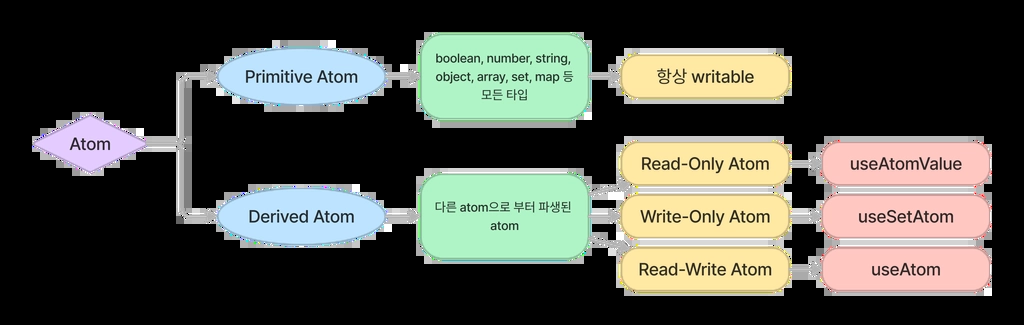 Atom
Primitive Atom
boolean, number, string,
object, array, set, map 등
모든 타입
항상 writable
Derived Atom
다른 atom으로 부터 파생된
atom
Read-Only Atom
useAtomValue
Write-Only Atom
useSetAtom
Read-Write Atom
useAtom